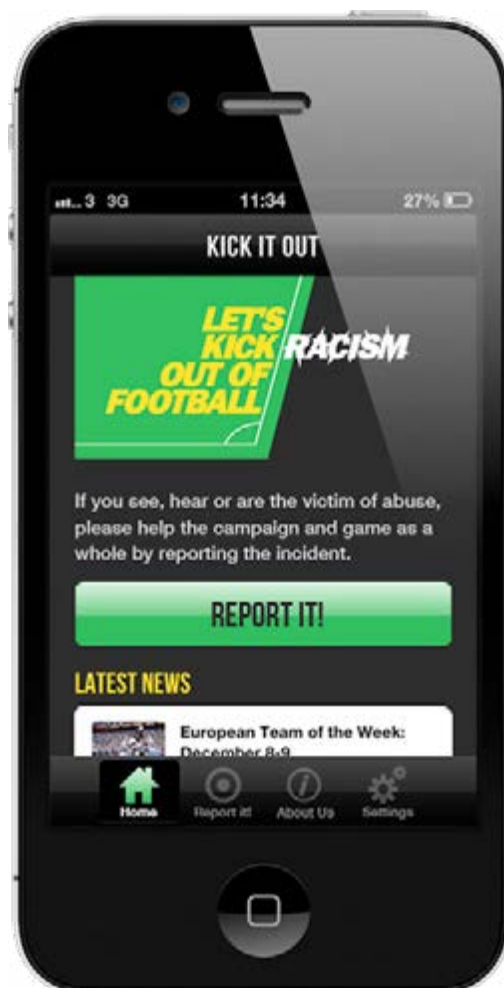 3 3G 11:34 27%
KICK IT OUT
LET'S
KICK RACISM
OUT OF
FOOTBALL
If you see, hear or are the victim of abuse,
please help the campaign and game as a
whole by reporting the incident.
REPORT IT!
LATEST NEWS
European Team of the Week:
December 8-9
Home Report it! About Us Settings